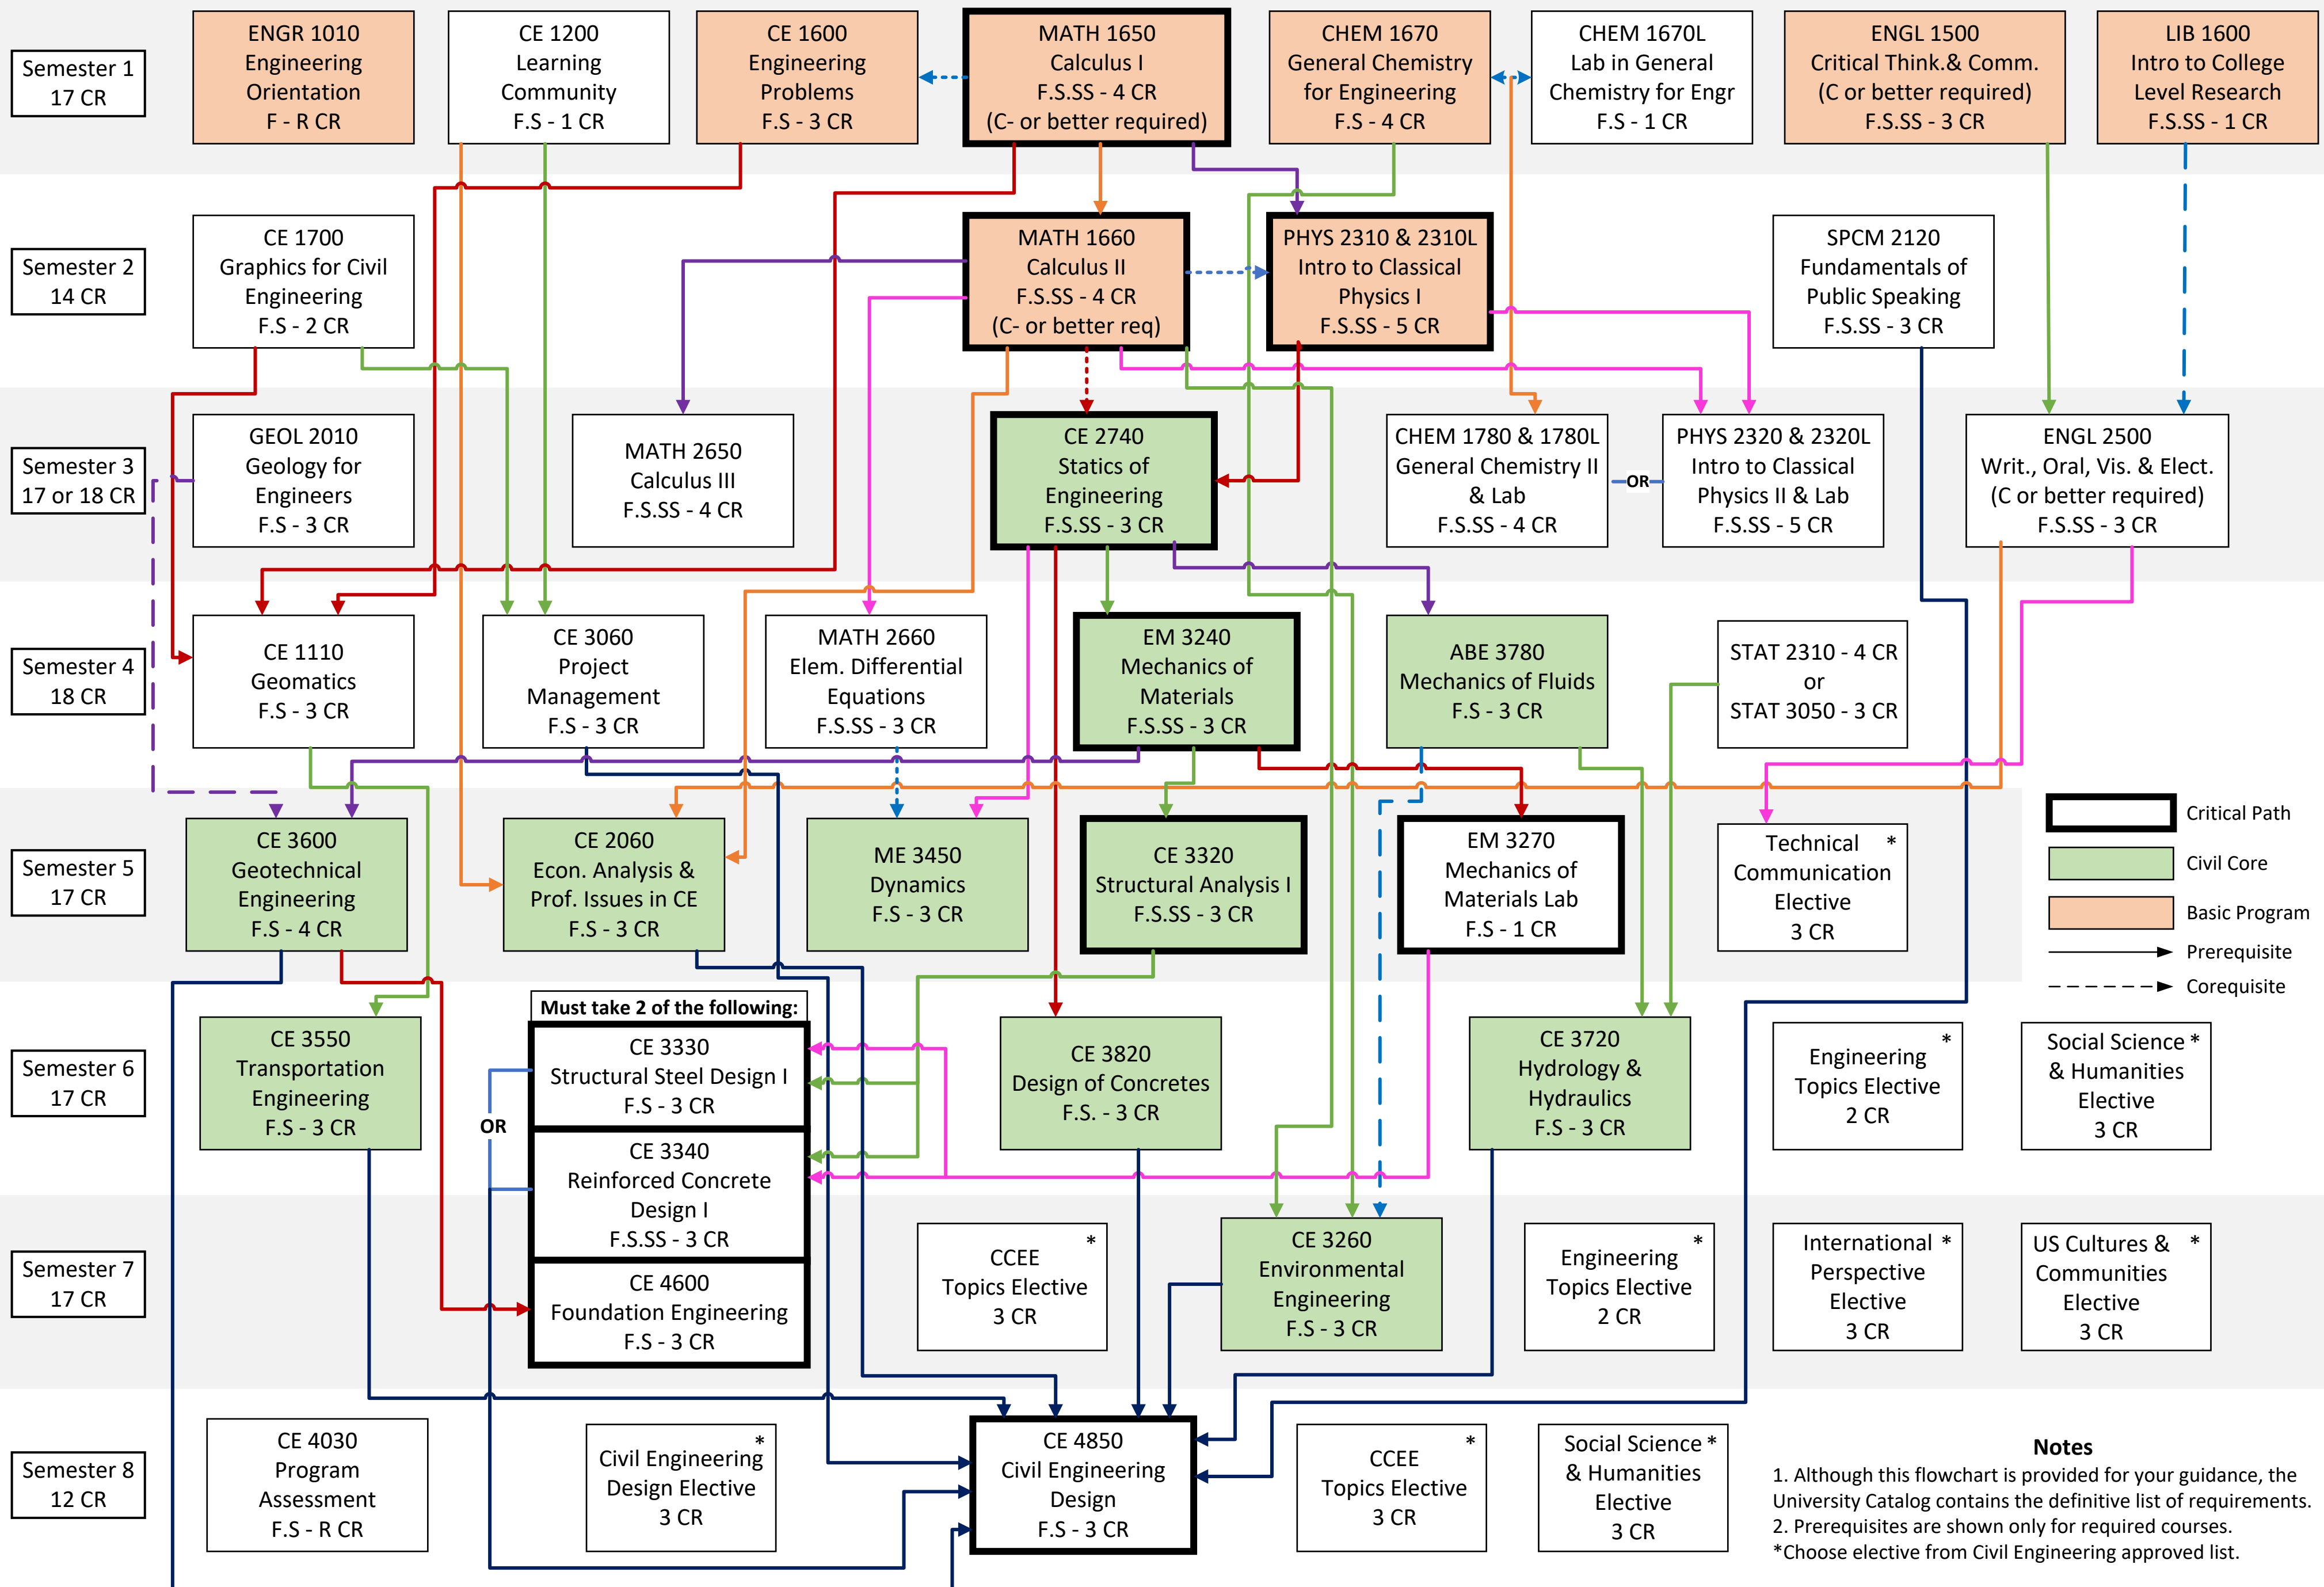 Semester 1
17 CR
ENGR 1010
Engineering
Orientation
F - R CR
CE 1200
Learning
Community
F.S - 1 CR
CE 1600
Engineering
Problems
F.S - 3 CR
MATH 1650
Calculus I
F.S.SS - 4 CR
(C- or better required)
CHEM 1670
General Chemistry
for Engineering
F.S - 4 CR
CHEM 1670L
Lab in General
Chemistry for Engr
F.S - 1 CR
ENGL 1500
Critical Think.& Comm.
(C or better required)
F.S.SS - 3 CR
LIB 1600
Intro to College
Level Research
F.S.SS - 1 CR
Semester 2
14 CR
CE 1700
Graphics for Civil
Engineering
F.S - 2 CR
MATH 1660
Calculus II
F.S.SS - 4 CR
(C- or better req)
PHYS 2310 & 2310L
Intro to Classical
Physics I
F.S.SS - 5 CR
SPCM 2120
Fundamentals of
Public Speaking
F.S.SS - 3 CR
Semester 3
17 or 18 CR
GEOL 2010
Geology for
Engineers
F.S - 3 CR
MATH 2650
Calculus III
F.S.SS - 4 CR
CE 2740
Statics of
Engineering
F.S.SS - 3 CR
CHEM 1780 & 1780L
General Chemistry II
& Lab
F.S.SS - 4 CR
OR
PHYS 2320 & 2320L
Intro to Classical
Physics II & Lab
F.S.SS - 5 CR
ENGL 2500
Writ., Oral, Vis. & Elect.
(C or better required)
F.S.SS - 3 CR
Semester 4
18 CR
CE 1110
Geomatics
F.S - 3 CR
CE 3060
Project
Management
F.S - 3 CR
MATH 2660
Elem. Differential
Equations
F.S.SS - 3 CR
EM 3240
Mechanics of
Materials
F.S.SS - 3 CR
ABE 3780
Mechanics of Fluids
F.S - 3 CR
STAT 2310 - 4 CR
or
STAT 3050 - 3 CR
Semester 5
17 CR
CE 3600
Geotechnical
Engineering
F.S - 4 CR
CE 2060
Econ. Analysis &
Prof. Issues in CE
F.S - 3 CR
ME 3450
Dynamics
F.S - 3 CR
CE 3320
Structural Analysis I
F.S.SS - 3 CR
EM 3270
Mechanics of
Materials Lab
F.S - 1 CR
Technical *
Communication
Elective
3 CR
Critical Path
Civil Core
Basic Program
Prerequisite
Corequisite
Semester 6
17 CR
CE 3550
Transportation
Engineering
F.S - 3 CR
OR
Must take 2 of the following:
CE 3330
Structural Steel Design I
F.S - 3 CR
CE 3340
Reinforced Concrete
Design I
F.S.SS - 3 CR
CE 4600
Foundation Engineering
F.S - 3 CR
CE 3820
Design of Concretes
F.S. - 3 CR
CE 3720
Hydrology &
Hydraulics
F.S - 3 CR
*
Engineering
Topics Elective
2 CR
Social Science *
& Humanities
Elective
3 CR
Semester 7
17 CR
*
CCEE
Topics Elective
3 CR
CE 3260
Environmental
Engineering
F.S - 3 CR
*
Engineering
Topics Elective
2 CR
International *
Perspective
Elective
3 CR
US Cultures & *
Communities
Elective
3 CR
Semester 8
12 CR
CE 4030
Program
Assessment
F.S - R CR
*
Civil Engineering
Design Elective
3 CR
CE 4850
Civil Engineering
Design
F.S - 3 CR
*
CCEE
Topics Elective
3 CR
Social Science *
& Humanities
Elective
3 CR
Notes
1. Although this flowchart is provided for your guidance, the
University Catalog contains the definitive list of requirements.
2. Prerequisites are shown only for required courses.
*Choose elective from Civil Engineering approved list.